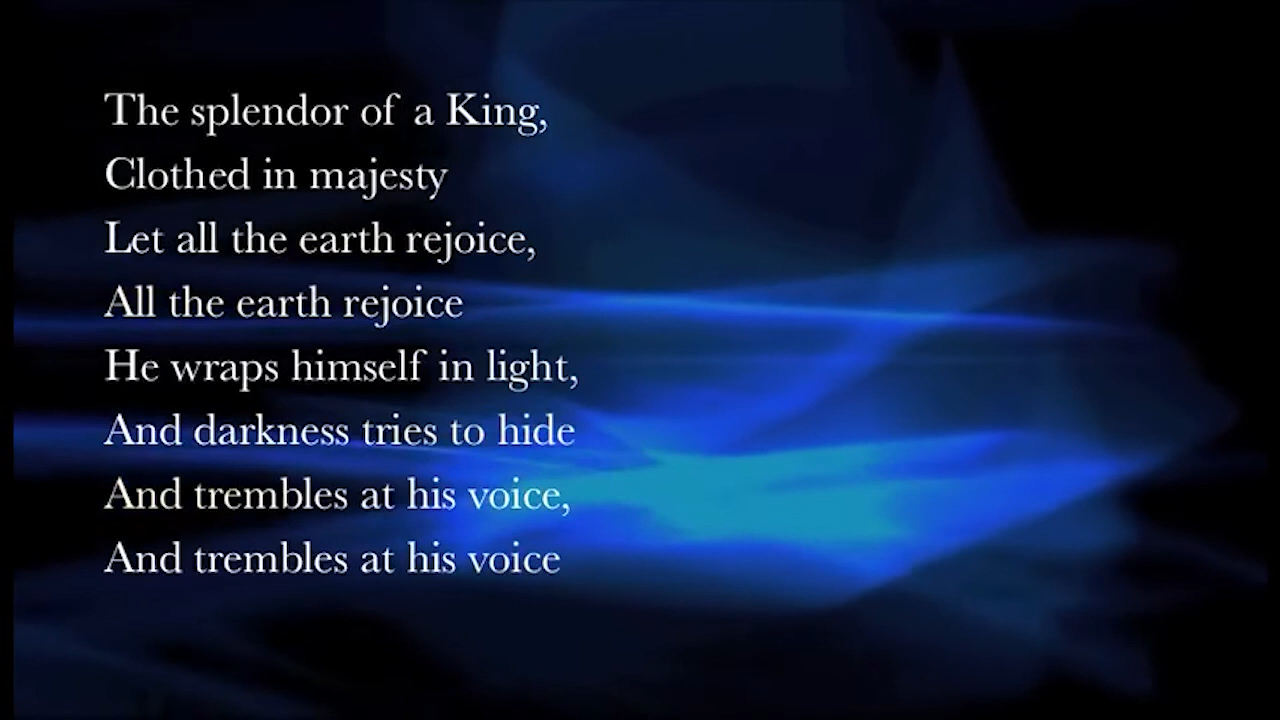 The splendor of a King,
Clothed in majesty
Let all the earth rejoice,
All the earth rejoice
He wraps himself in light,
And darkness tries to hide
And trembles at his voice,
And trembles at his voice